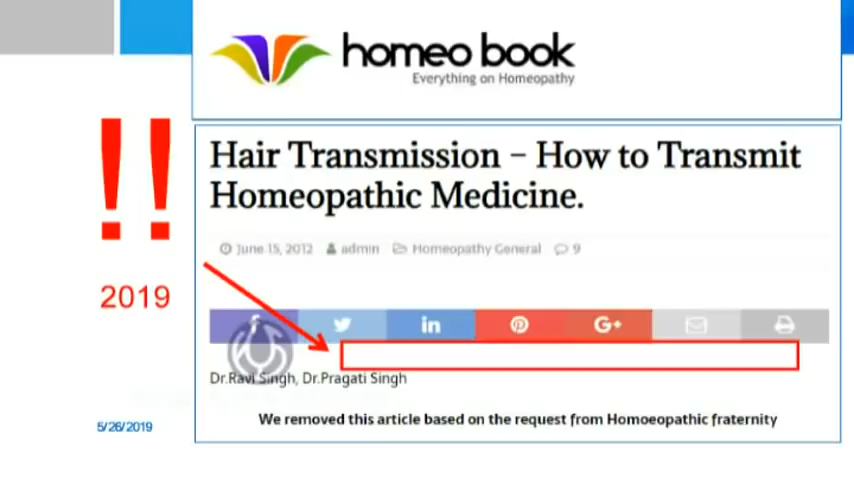 homeo book
Everything on Homeopathy
!!
Hair Transmission – How to Transmit
Homeopathic Medicine.
June 15, 2012 admin Homeopathy General 9
2019
f in G+
Dr.Ravi Singh, Dr.Pragati Singh
We removed this article based on the request from Homoeopathic fraternity
5/26/2019